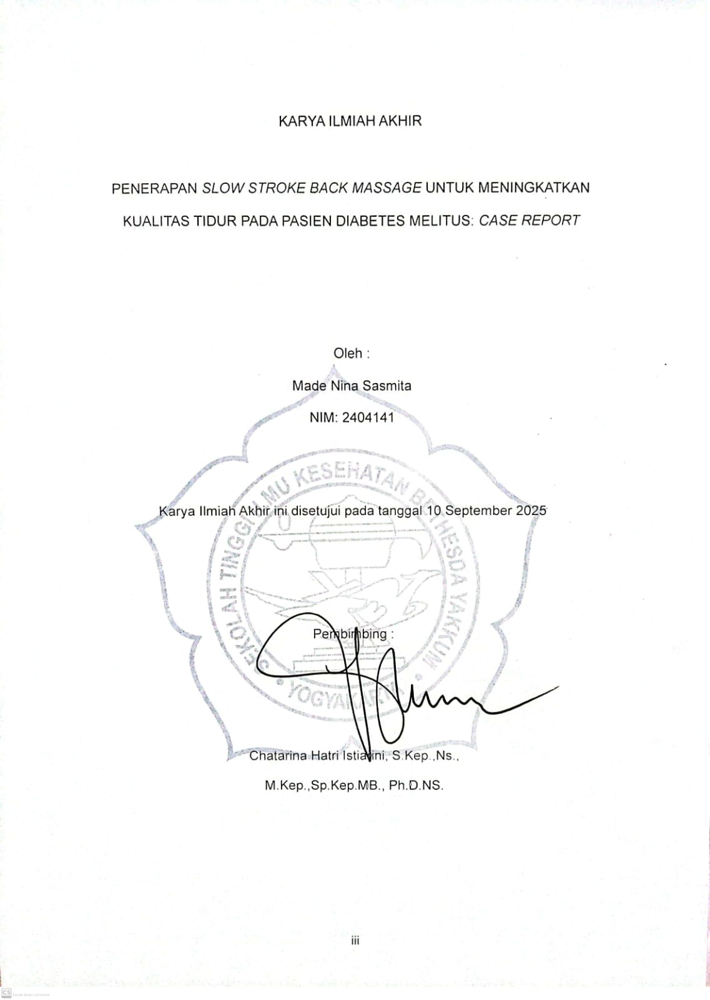 KARYA ILMIAH AKHIR
PENERAPAN SLOW STROKE BACK MASSAGE UNTUK MENINGKATKAN
KUALITAS TIDUR PADA PASIEN DIABETES MELITUS: CASE REPORT
Oleh :
Made Nina Sasmita
NIM: 2404141
SEKOLAH TINGGI ILMU KESEHATAN BETHESDA YAKKUM
• YOGYAKARTA •
Karya Ilmiah Akhir ini disetujui pada tanggal 10 September 2025
Pembimbing :
Chatarina Hatri Istiarini, S.Kep.,Ns.,
M.Kep.,Sp.Kep.MB., Ph.D.NS.
iii
CS